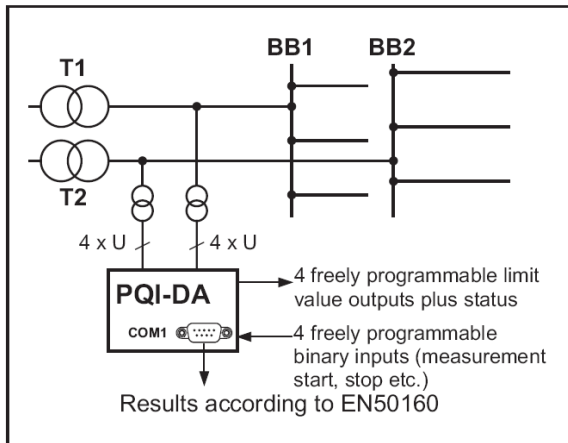 BB1 BB2
T1
T2
4 x U 4 x U
PQI-DA
COM1
4 freely programmable limit
value outputs plus status
4 freely programmable
binary inputs (measurement
start, stop etc.)
Results according to EN50160